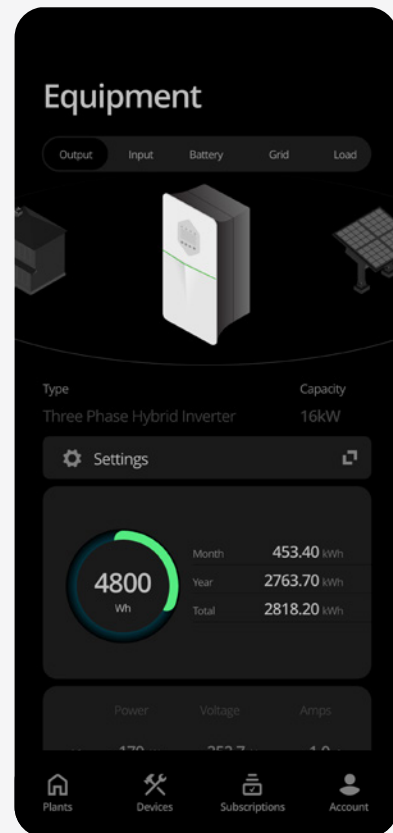 Equipment
Output Input Battery Grid Load
Type Capacity
Three Phase Hybrid Inverter 16kW
Settings
4800
Wh
Month 453.40 kWh
Year 2763.70 kWh
Total 2818.20 kWh
Power Voltage Amps
Plants Devices Subscriptions Account